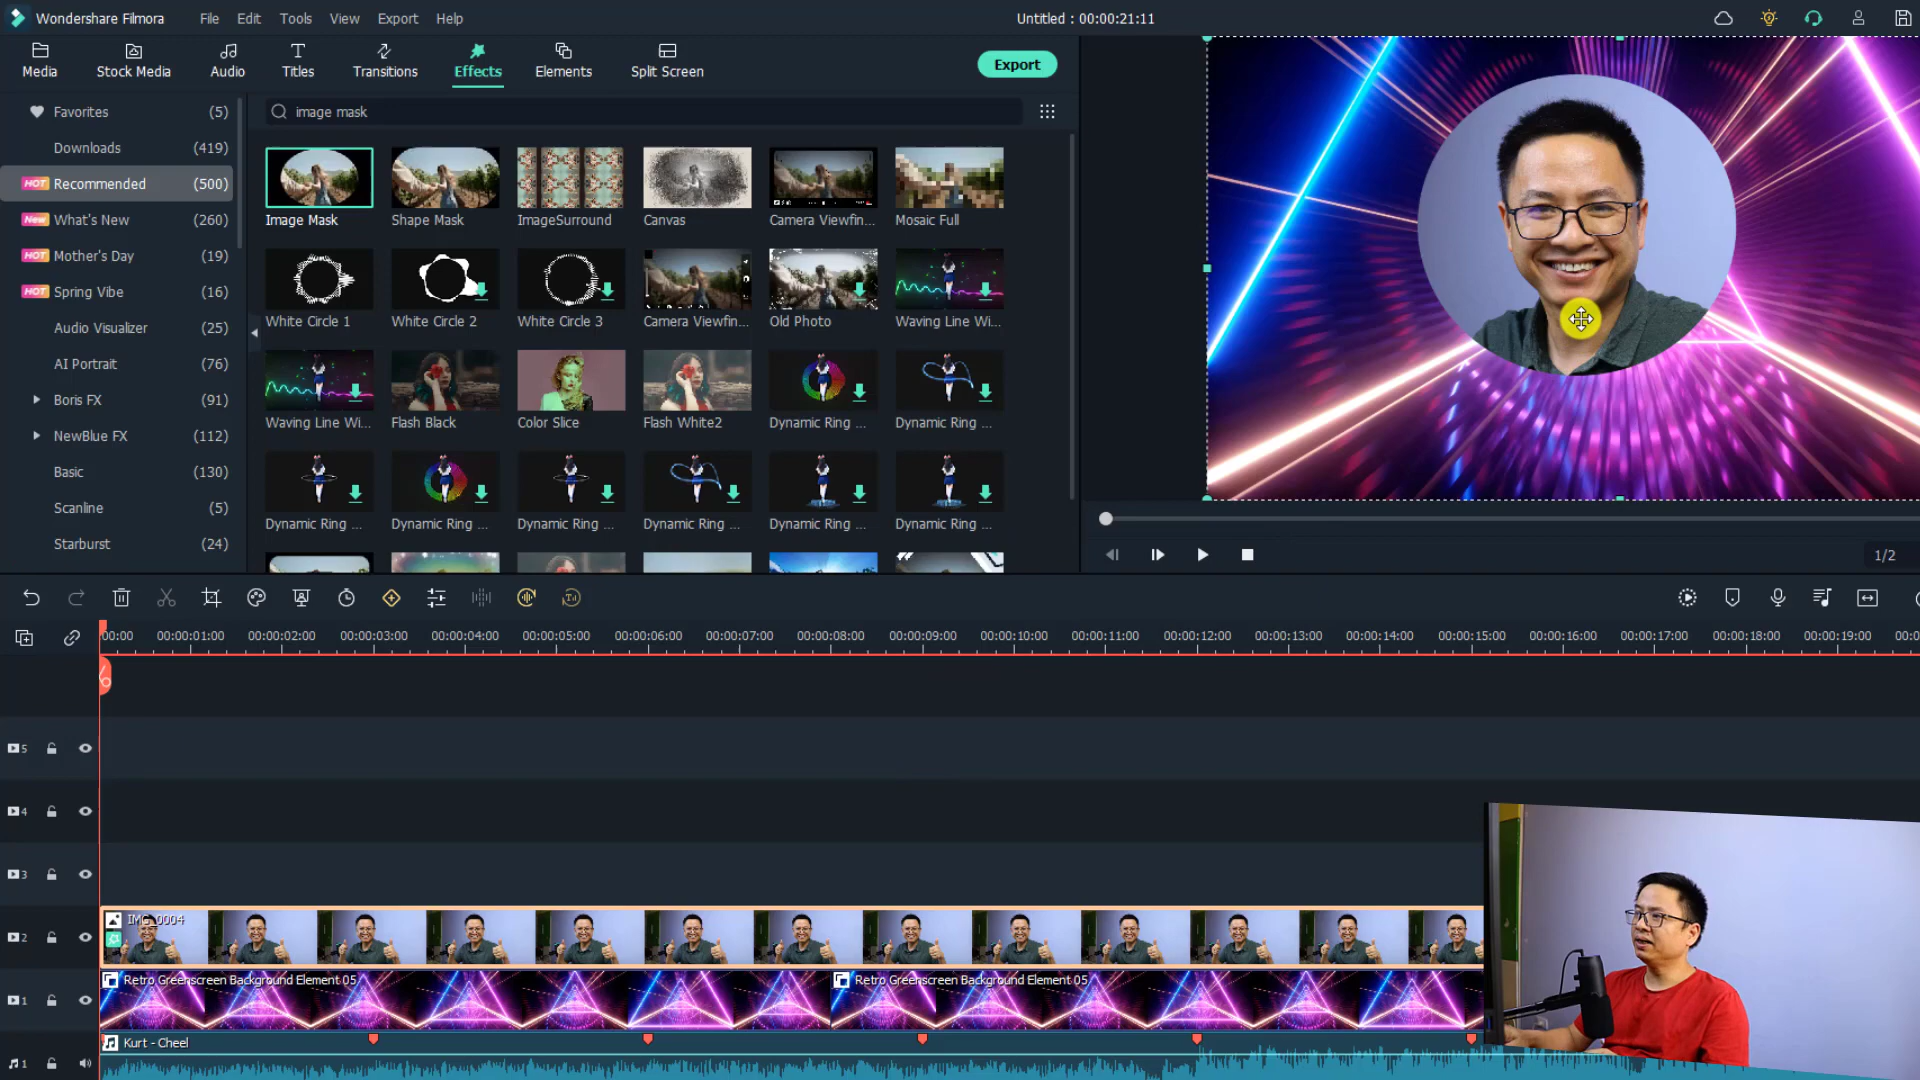 Wondershare Filmora File Edit Tools View Export Help Untitled : 00:00:21:11
Media Stock Media Audio Titles Transitions Effects Elements Split Screen Export
Favorites (5)
Downloads (419)
HOT Recommended (500)
New What's New (260)
HOT Mother's Day (19)
HOT Spring Vibe (16)
Audio Visualizer (25)
AI Portrait (76)
Boris FX (91)
NewBlue FX (112)
Basic (130)
Scanline (5)
Starburst (24)
image mask
Image Mask Shape Mask ImageSurround Canvas Camera Viewfin... Mosaic Full
White Circle 1 White Circle 2 White Circle 3 Camera Viewfin... Old Photo Waving Line Wi...
Waving Line Wi... Flash Black Color Slice Flash White2 Dynamic Ring ... Dynamic Ring ...
Dynamic Ring ... Dynamic Ring ... Dynamic Ring ... Dynamic Ring ... Dynamic Ring ... Dynamic Ring ...
1/2
00:00 00:00:01:00 00:00:02:00 00:00:03:00 00:00:04:00 00:00:05:00 00:00:06:00 00:00:07:00 00:00:08:00 00:00:09:00 00:00:10:00 00:00:11:00 00:00:12:00 00:00:13:00 00:00:14:00 00:00:15:00 00:00:16:00 00:00:17:00 00:00:18:00 00:00:19:00 00:0
5
4
3
2 IMG_0004
1 Retro Greenscreen Background Element 05 Retro Greenscreen Background Element 05
Kurt - Cheel
1